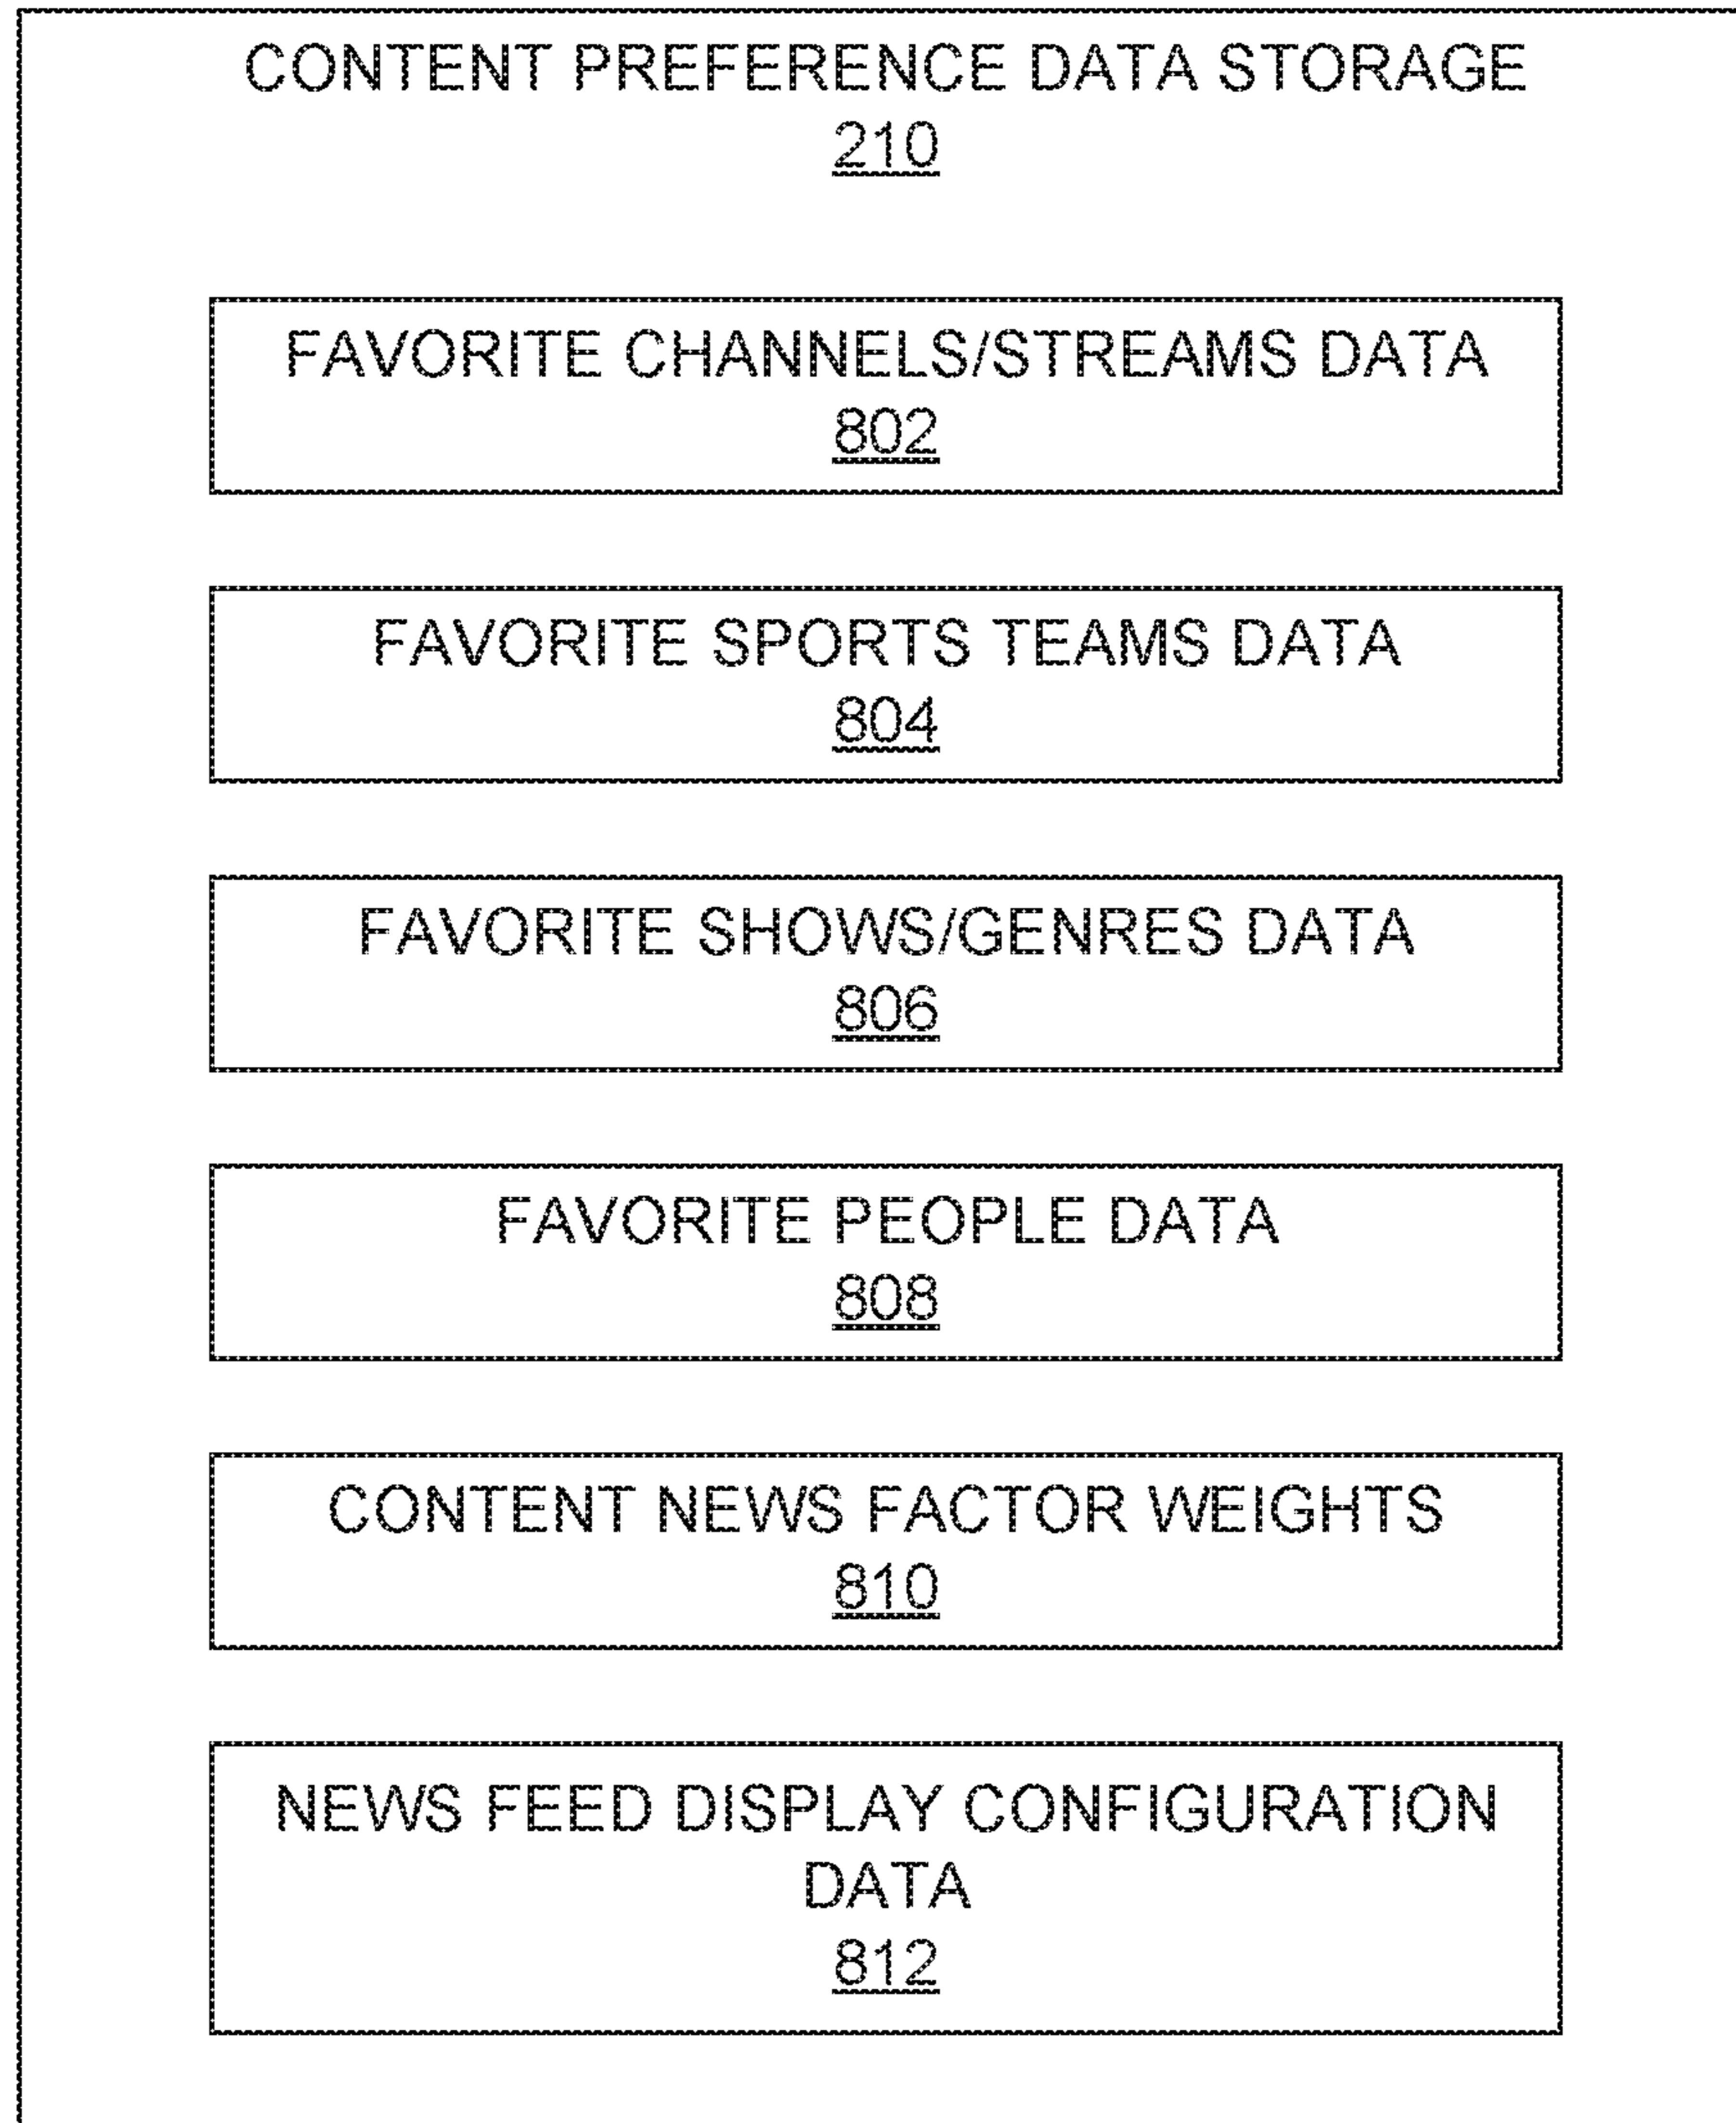 CONTENT PREFERENCE DATA STORAGE
210
FAVORITE CHANNELS/STREAMS DATA
802
FAVORITE SPORTS TEAMS DATA
804
FAVORITE SHOWS/GENRES DATA
806
FAVORITE PEOPLE DATA
808
CONTENT NEWS FACTOR WEIGHTS
810
NEWS FEED DISPLAY CONFIGURATION
DATA
812